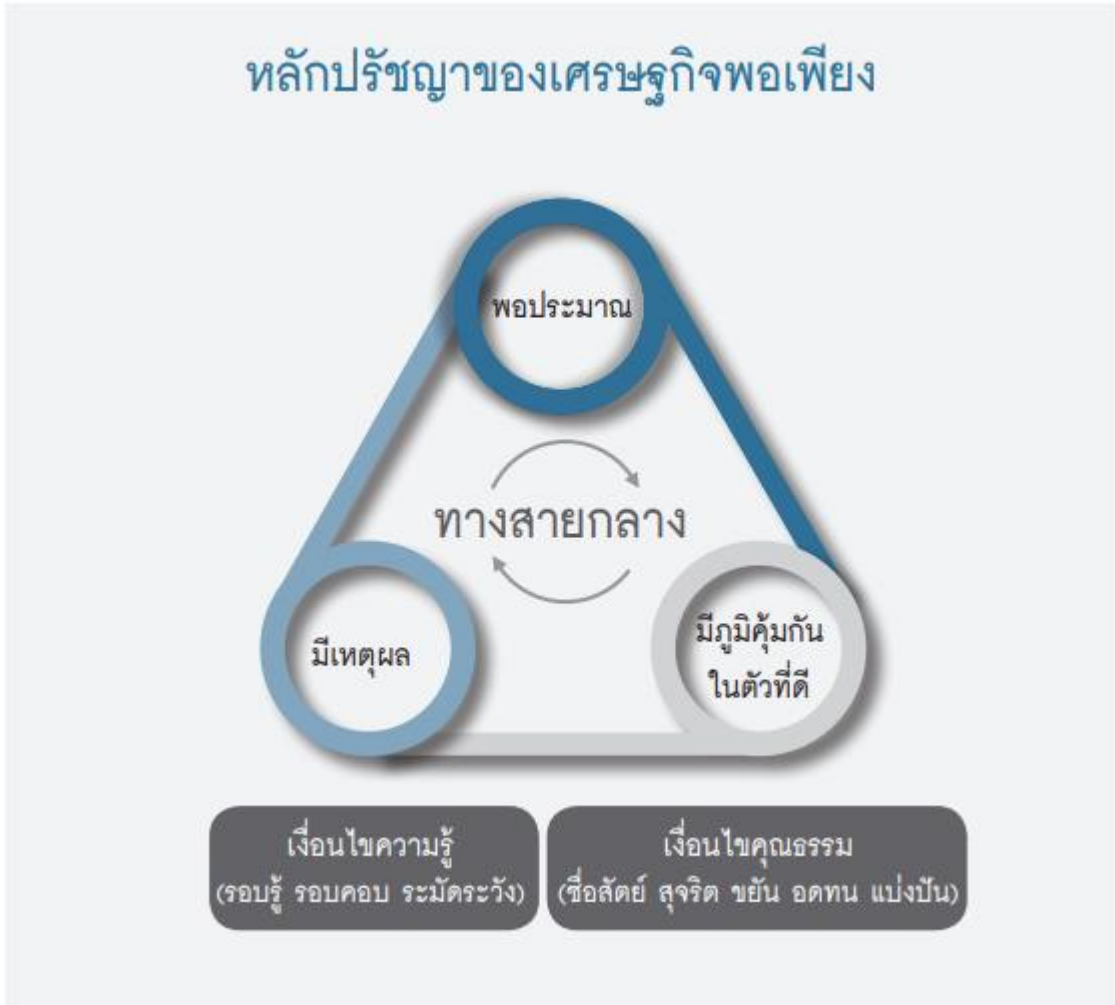 หลักปรัชญาของเศรษฐกิจพอเพียง
พอประมาณ
ทางสายกลาง
มีเหตุผล
มีภูมิคุ้มกัน
ในตัวที่ดี
เงื่อนไขความรู้
(รอบรู้ รอบคอบ ระมัดระวัง)
เงื่อนไขคุณธรรม
(ซื่อสัตย์ สุจริต ขยัน อดทน แบ่งปัน)